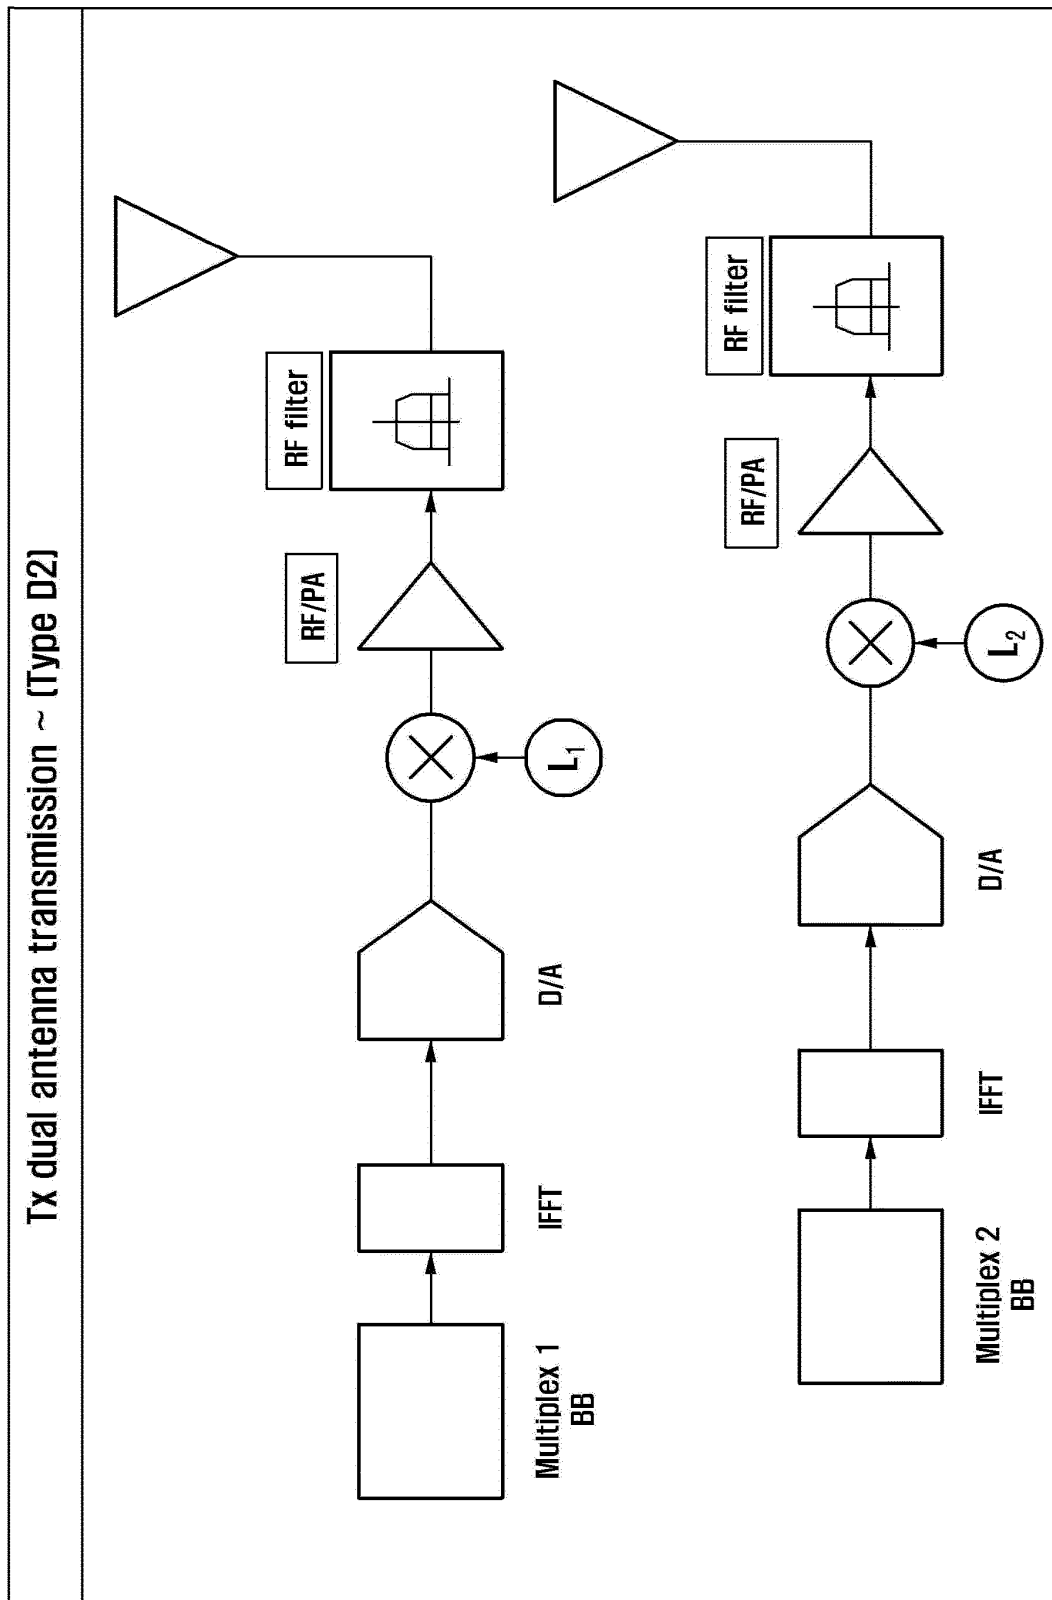 Tx dual antenna transmission ~ (Type D2)
Multiplex 1
BB
IFFT
D/A
L1
RF/PA
RF filter
Multiplex 2
BB
IFFT
D/A
L2
RF/PA
RF filter